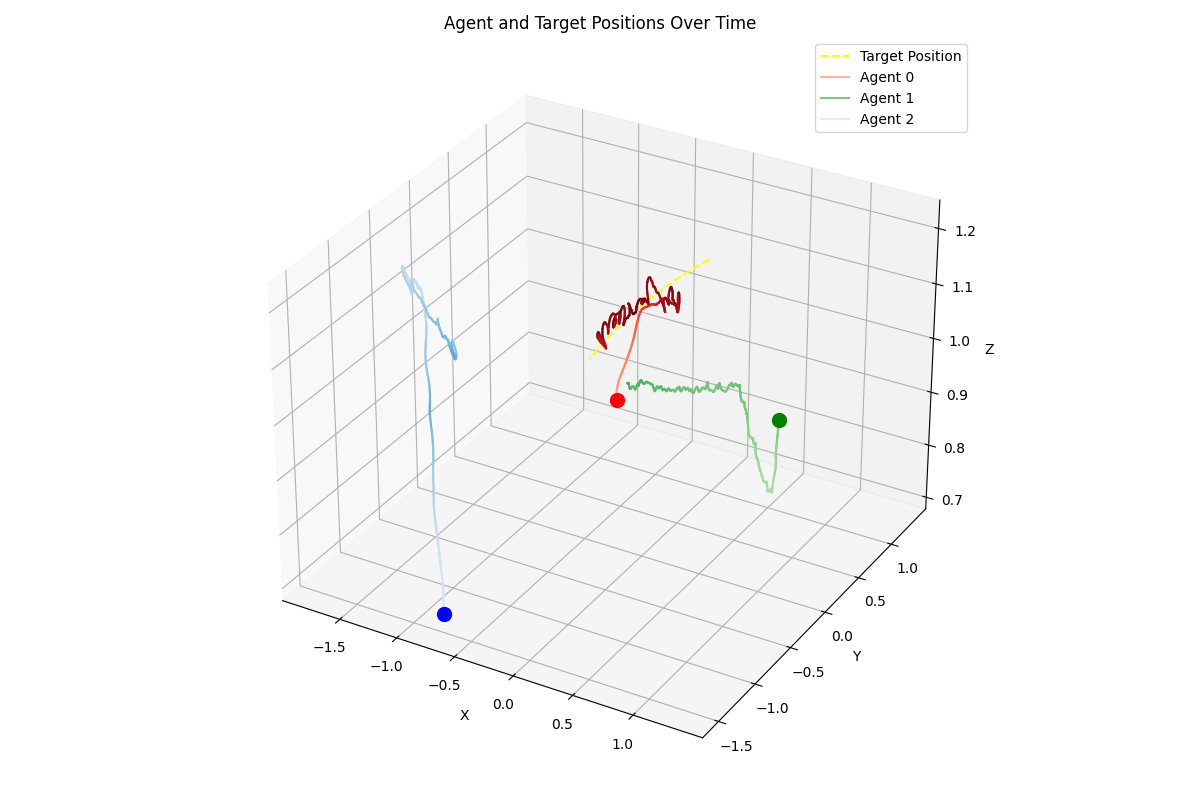 Agent and Target Positions Over Time
Target Position
Agent 0
Agent 1
Agent 2
1.2
1.1
1.0
0.9
0.8
0.7
Z
1.0
0.5
0.0
−0.5
−1.0
−1.5
Y
−1.5
−1.0
−0.5
0.0
0.5
1.0
X